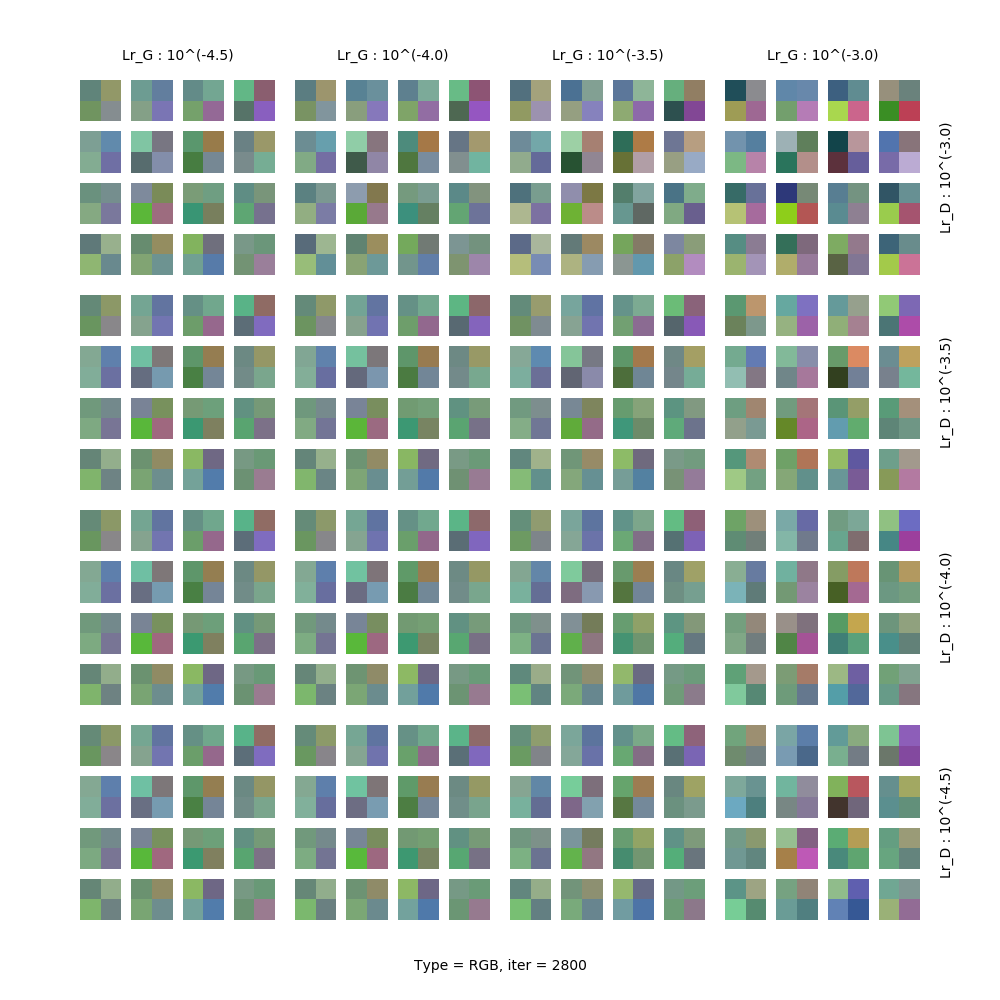 Lr_G : 10^(-4.5)
Lr_G : 10^(-4.0)
Lr_G : 10^(-3.5)
Lr_G : 10^(-3.0)
Lr_D : 10^(-3.0)
Lr_D : 10^(-3.5)
Lr_D : 10^(-4.0)
Lr_D : 10^(-4.5)
Type = RGB, iter = 2800